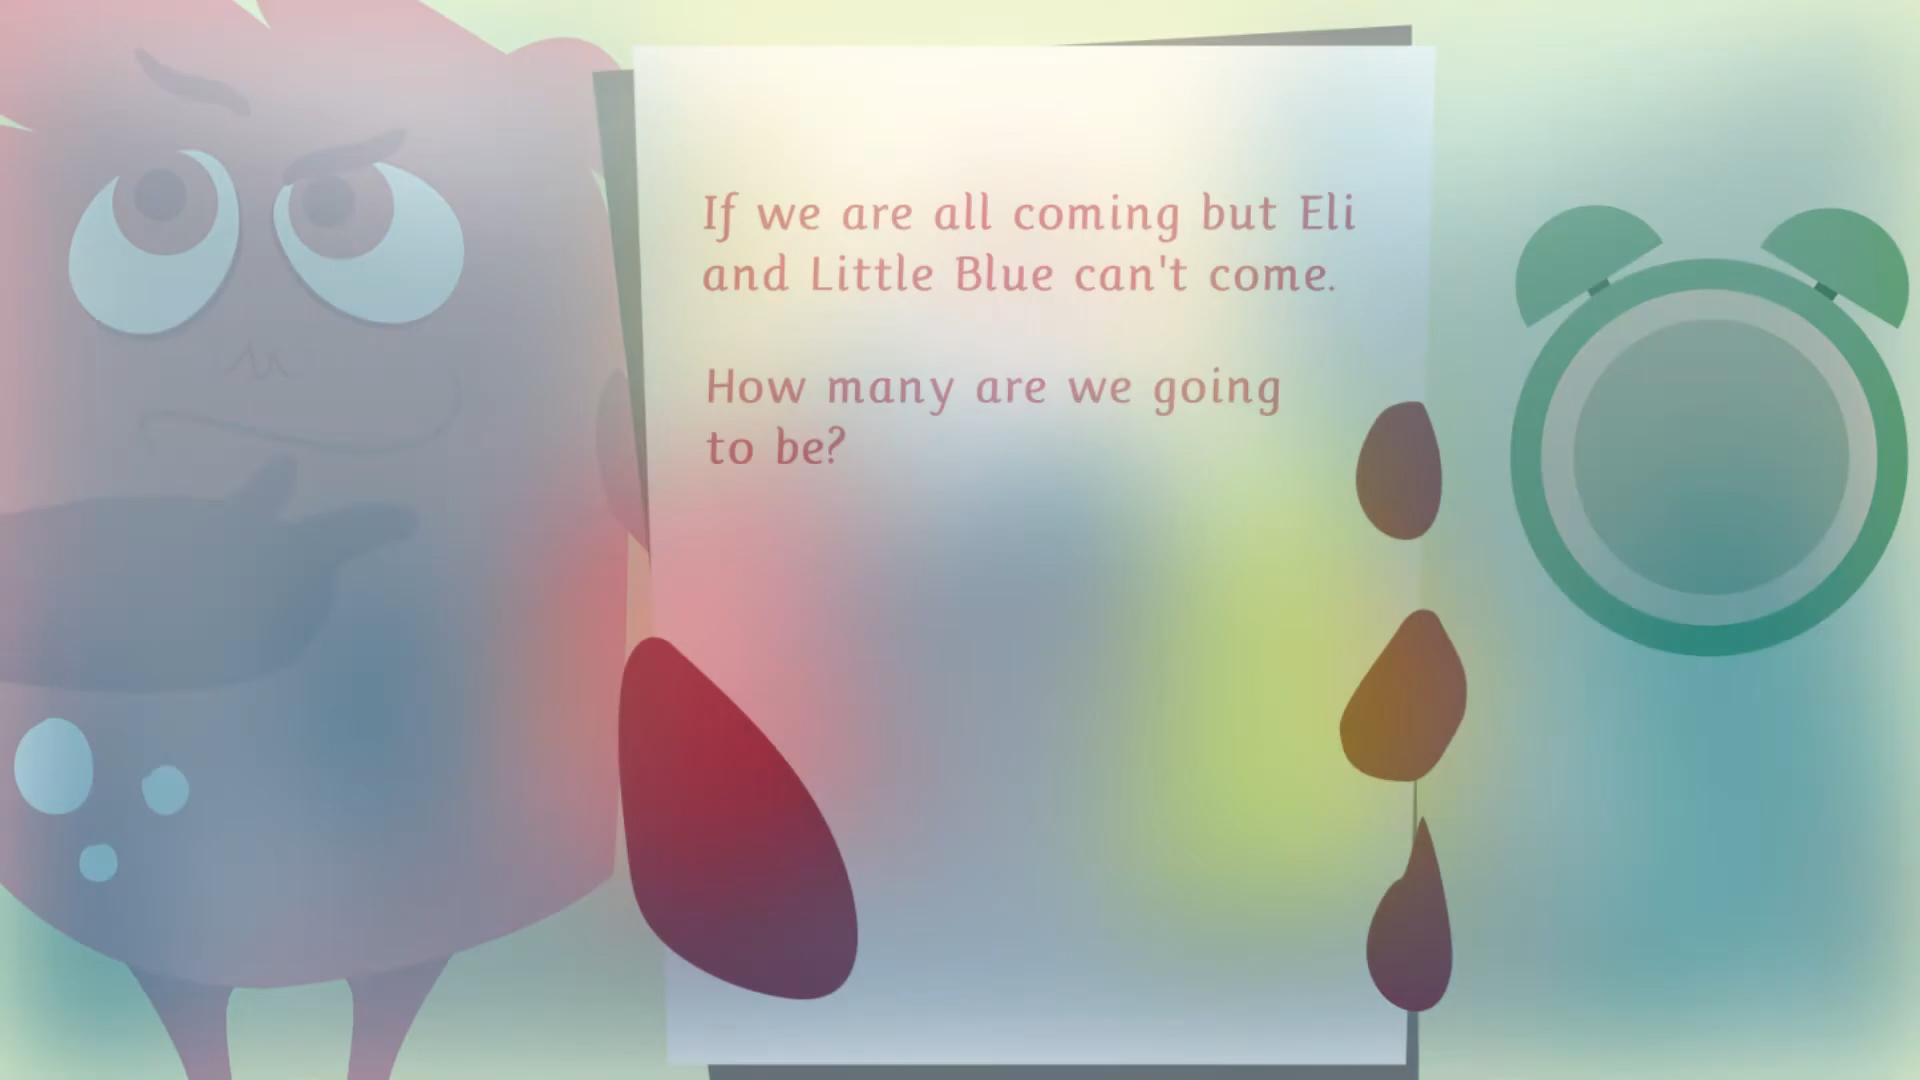 If we are all coming but Eli
and Little Blue can't come.
How many are we going
to be?